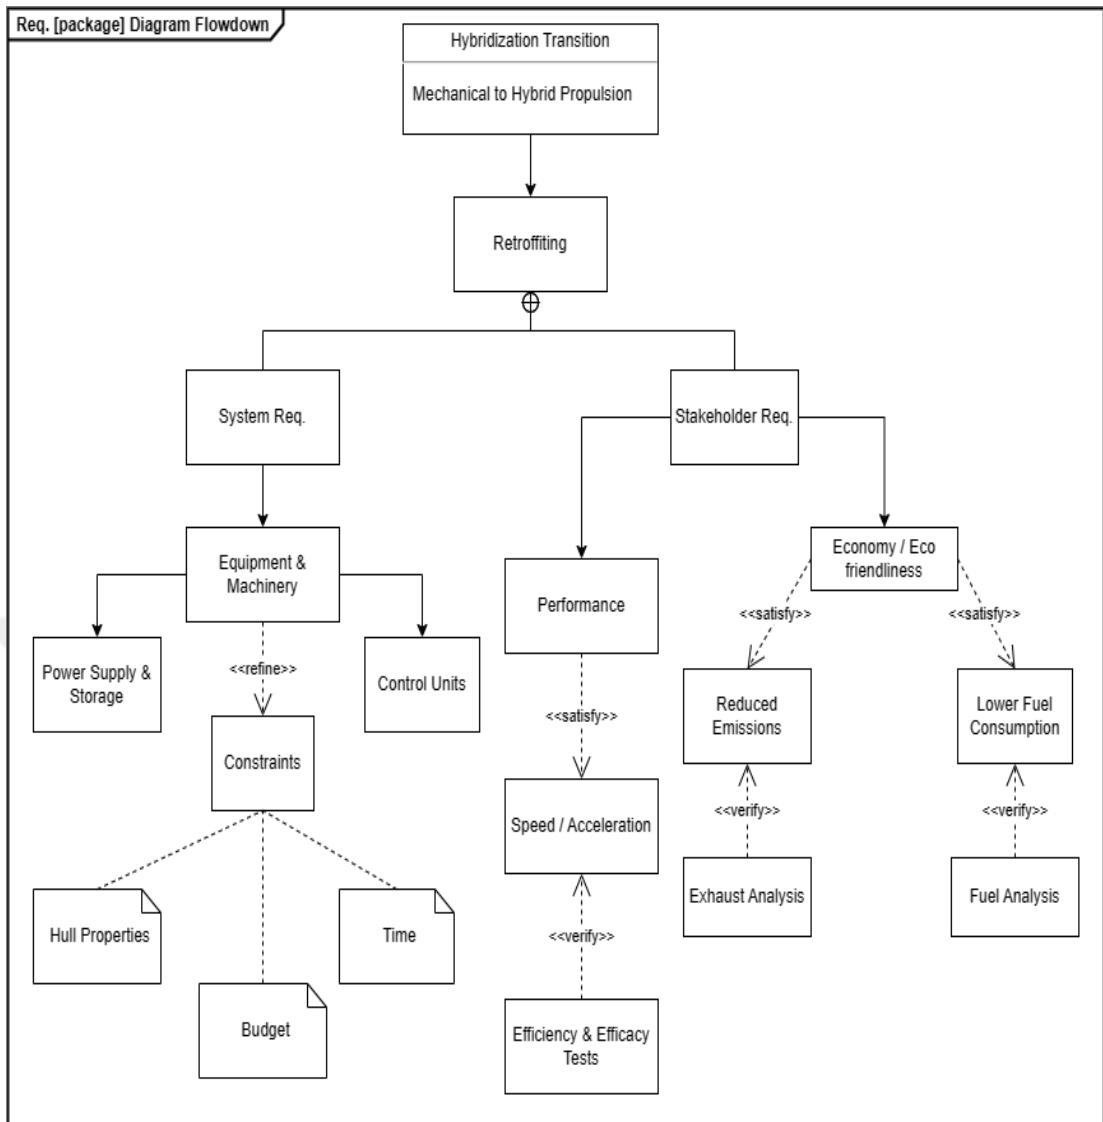 Req. [package] Diagram Flowdown
Hybridization Transition
Mechanical to Hybrid Propulsion
Retroffiting
System Req.
Stakeholder Req.
Equipment &
Machinery
Economy / Eco
friendliness
Performance
<<satisfy>>
<<satisfy>>
Power Supply &
Storage
<<refine>>
Control Units
Reduced
Emissions
Lower Fuel
Consumption
<<satisfy>>
Constraints
Speed / Acceleration
<<verify>>
<<verify>>
Exhaust Analysis
Fuel Analysis
Hull Properties
Time
<<verify>>
Budget
Efficiency & Efficacy
Tests